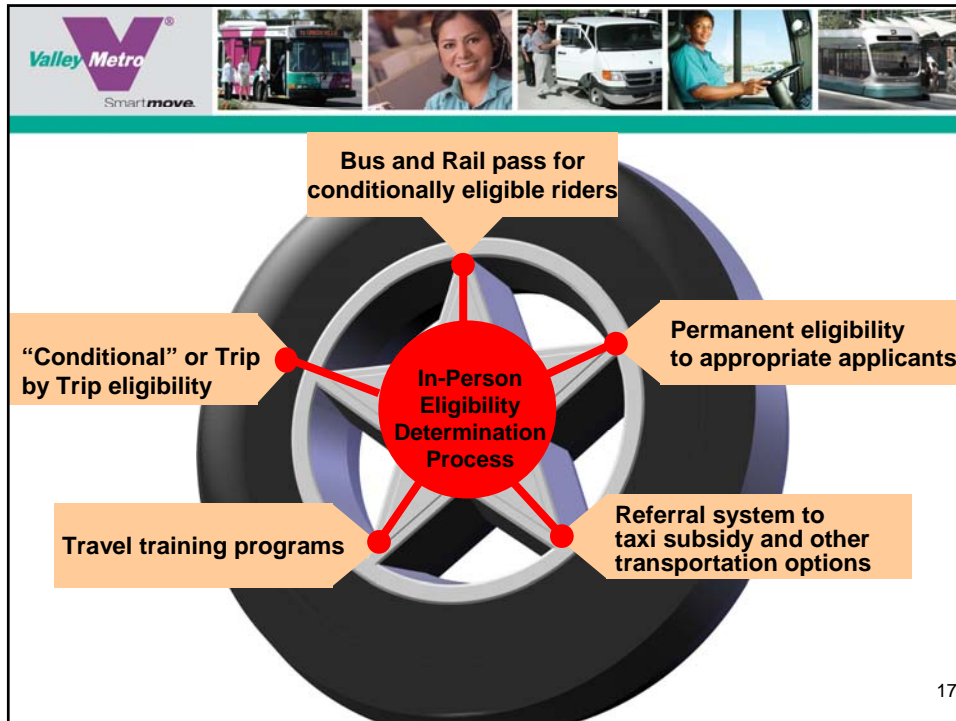 Valley Metro
®
Smartmove.
Bus and Rail pass for
conditionally eligible riders
“Conditional” or Trip
by Trip eligibility
Permanent eligibility
to appropriate applicants
In-Person
Eligibility
Determination
Process
Travel training programs
Referral system to
taxi subsidy and other
transportation options
17